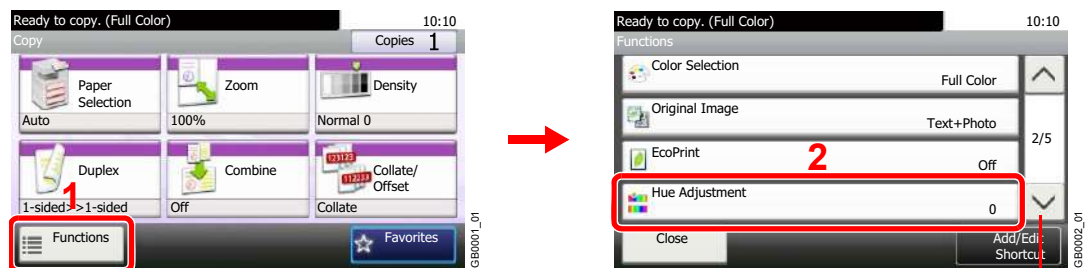 Ready to copy. (Full Color)
10:10
Copy
Copies 1
Paper
Selection
Auto
Zoom
100%
Density
Normal 0
Duplex
1-sided>>1-sided
Combine
Off
Collate/
Offset
Collate
1
Functions
Favorites
GB0001_01
Ready to copy. (Full Color)
10:10
Functions
Color Selection
Full Color
Original Image
Text+Photo
2/5
EcoPrint
Off
2
Hue Adjustment
0
Close
Add/Edit
Shortcut
GB0002_01